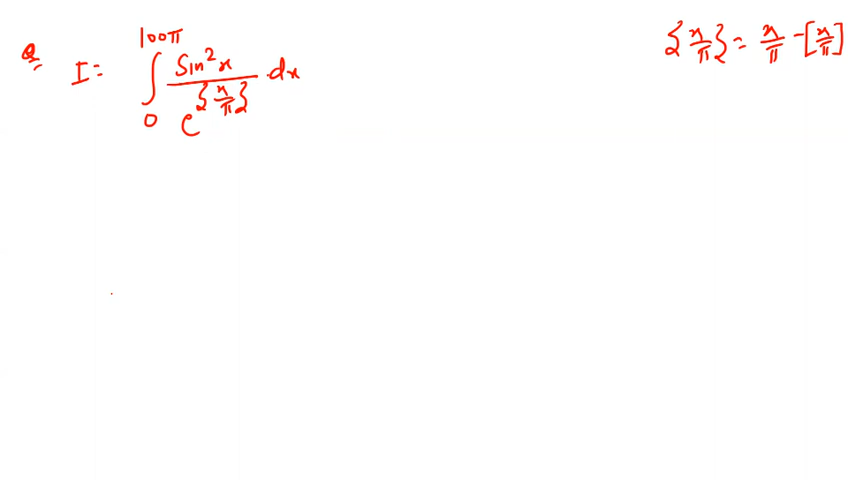 Q I = ∫₀^{100π} Sin²x / e^{{x/π}} · dx
{x/π} = x/π - [x/π]